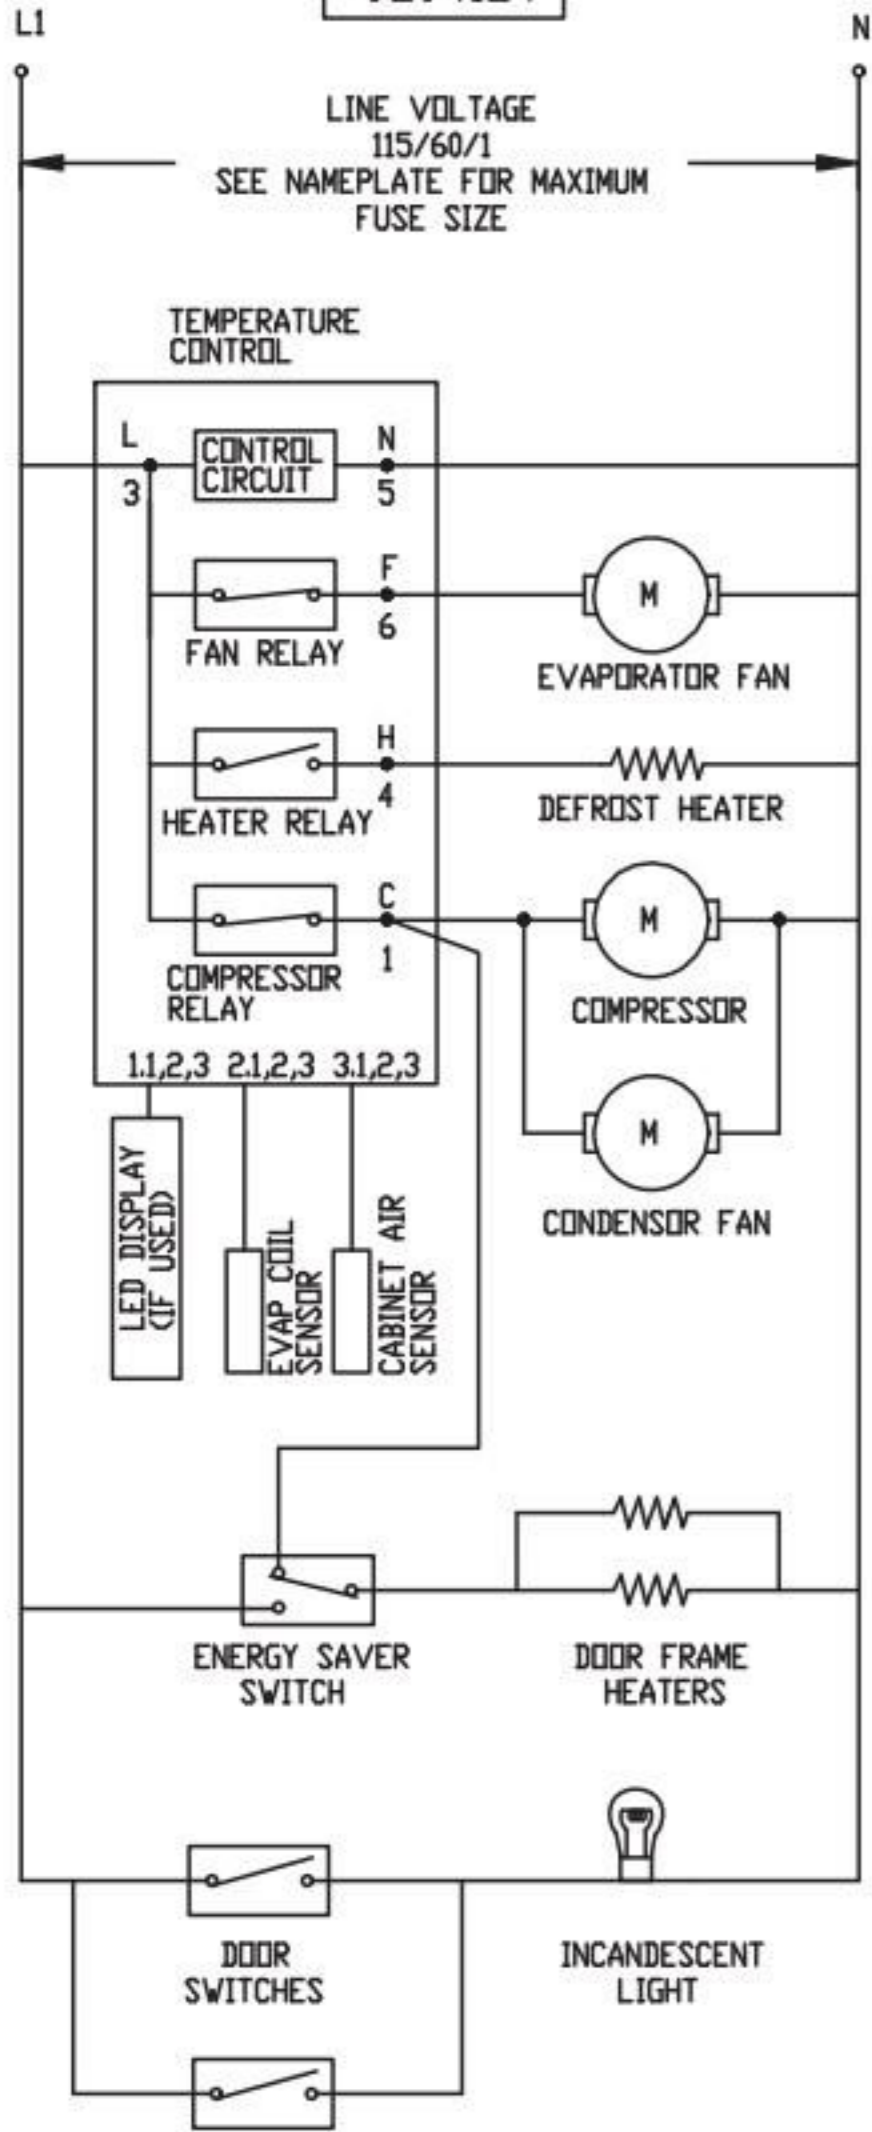 L1
N
LINE VOLTAGE
115/60/1
SEE NAMEPLATE FOR MAXIMUM
FUSE SIZE
TEMPERATURE
CONTROL
L
3
CONTROL
CIRCUIT
N
5
F
6
FAN RELAY
M
EVAPORATOR FAN
H
4
HEATER RELAY
DEFROST HEATER
C
1
COMPRESSOR
RELAY
M
COMPRESSOR
1.1,2,3 2.1,2,3 3.1,2,3
M
CONDENSOR FAN
LED DISPLAY
(IF USED)
EVAP COIL
SENSOR
CABINET AIR
SENSOR
ENERGY SAVER
SWITCH
DOOR FRAME
HEATERS
DOOR
SWITCHES
INCANDESCENT
LIGHT